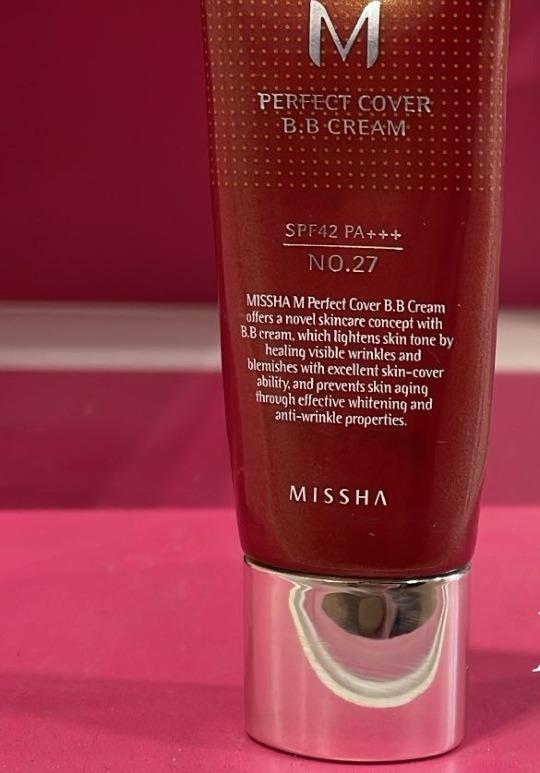 M
PERFECT COVER
B.B CREAM
SPF42 PA+++
NO.27
MISSHA M Perfect Cover B.B Cream
offers a novel skincare concept with
B.B cream, which lightens skin tone by
healing visible wrinkles and
blemishes with excellent skin-cover
ability, and prevents skin aging
through effective whitening and
anti-wrinkle properties.
MISSHA